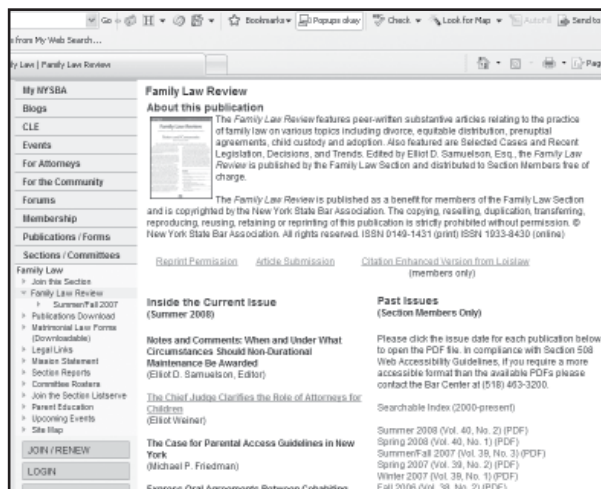 Go
Bookmarks
Popups okay
Check
Look for Map
AutoFill
Send to
from My Web Search...
ly Law | Family Law Review
Page
My NYSBA
Blogs
CLE
Events
For Attorneys
For the Community
Forums
Membership
Publications / Forms
Sections / Committees
Family Law
Join this Section
Family Law Review
Summer/Fall 2007
Publications Download
Matrimonial Law Forms
(Downloadable)
Legal Links
Mission Statement
Section Reports
Committee Rosters
Join the Section Listserve
Parent Education
Upcoming Events
Site Map
JOIN / RENEW
LOGIN
Family Law Review
About this publication
The Family Law Review features peer-written substantive articles relating to the practice
of family law on various topics including divorce, equitable distribution, prenuptial
agreements, child custody and adoption. Also featured are Selected Cases and Recent
Legislation, Decisions, and Trends. Edited by Elliot D. Samuelson, Esq., the Family Law
Review is published by the Family Law Section and distributed to Section Members free of
charge.
The Family Law Review is published as a benefit for members of the Family Law Section
and is copyrighted by the New York State Bar Association. The copying, reselling, duplication, transferring,
reproducing, reusing, retaining or reprinting of this publication is strictly prohibited without permission. ©
New York State Bar Association. All rights reserved. ISSN 0149-1431 (print) ISSN 1933-8430 (online)
Reprint Permission Article Submission Citation Enhanced Version from Loislaw
(members only)
Inside the Current Issue
(Summer 2008)
Notes and Comments: When and Under What
Circumstances Should Non-Durational
Maintenance Be Awarded
(Elliot D. Samuelson, Editor)
The Chief Judge Clarifies the Role of Attorneys for
Children
(Elliot Weiner)
The Case for Parental Access Guidelines in New
York
(Michael P. Friedman)
Express Oral Agreements Between Cohabiting
Past Issues
(Section Members Only)
Please click the issue date for each publication below
to open the PDF file. In compliance with Section 508
Web Accessibility Guidelines, if you require a more
accessible format than the available PDFs please
contact the Bar Center at (518) 463-3200.
Searchable Index (2000-present)
Summer 2008 (Vol. 40, No. 2) (PDF)
Spring 2008 (Vol. 40, No. 1) (PDF)
Summer/Fall 2007 (Vol. 39, No. 3) (PDF)
Spring 2007 (Vol. 39, No. 2) (PDF)
Winter 2007 (Vol. 39, No. 1) (PDF)
Fall 2006 (Vol. 38, No. 2) (PDF)